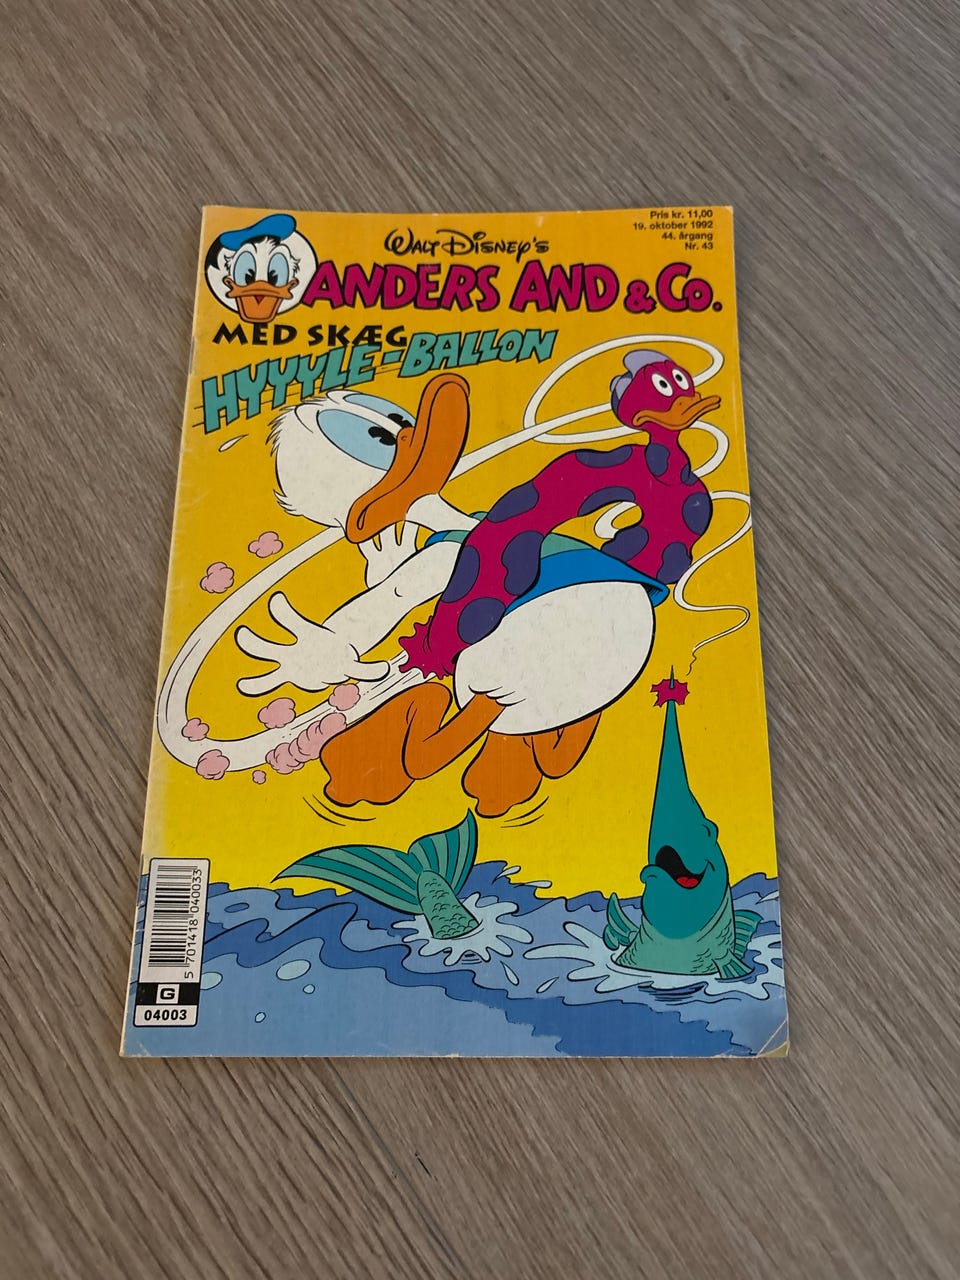 Pris kr. 11,00
19. oktober 1992
44. årgang
Nr. 43
WALT DISNEY'S
ANDERS AND & Co.
MED SKÆG
HYYYLE-BALLON
5 701418 040033
G
04003